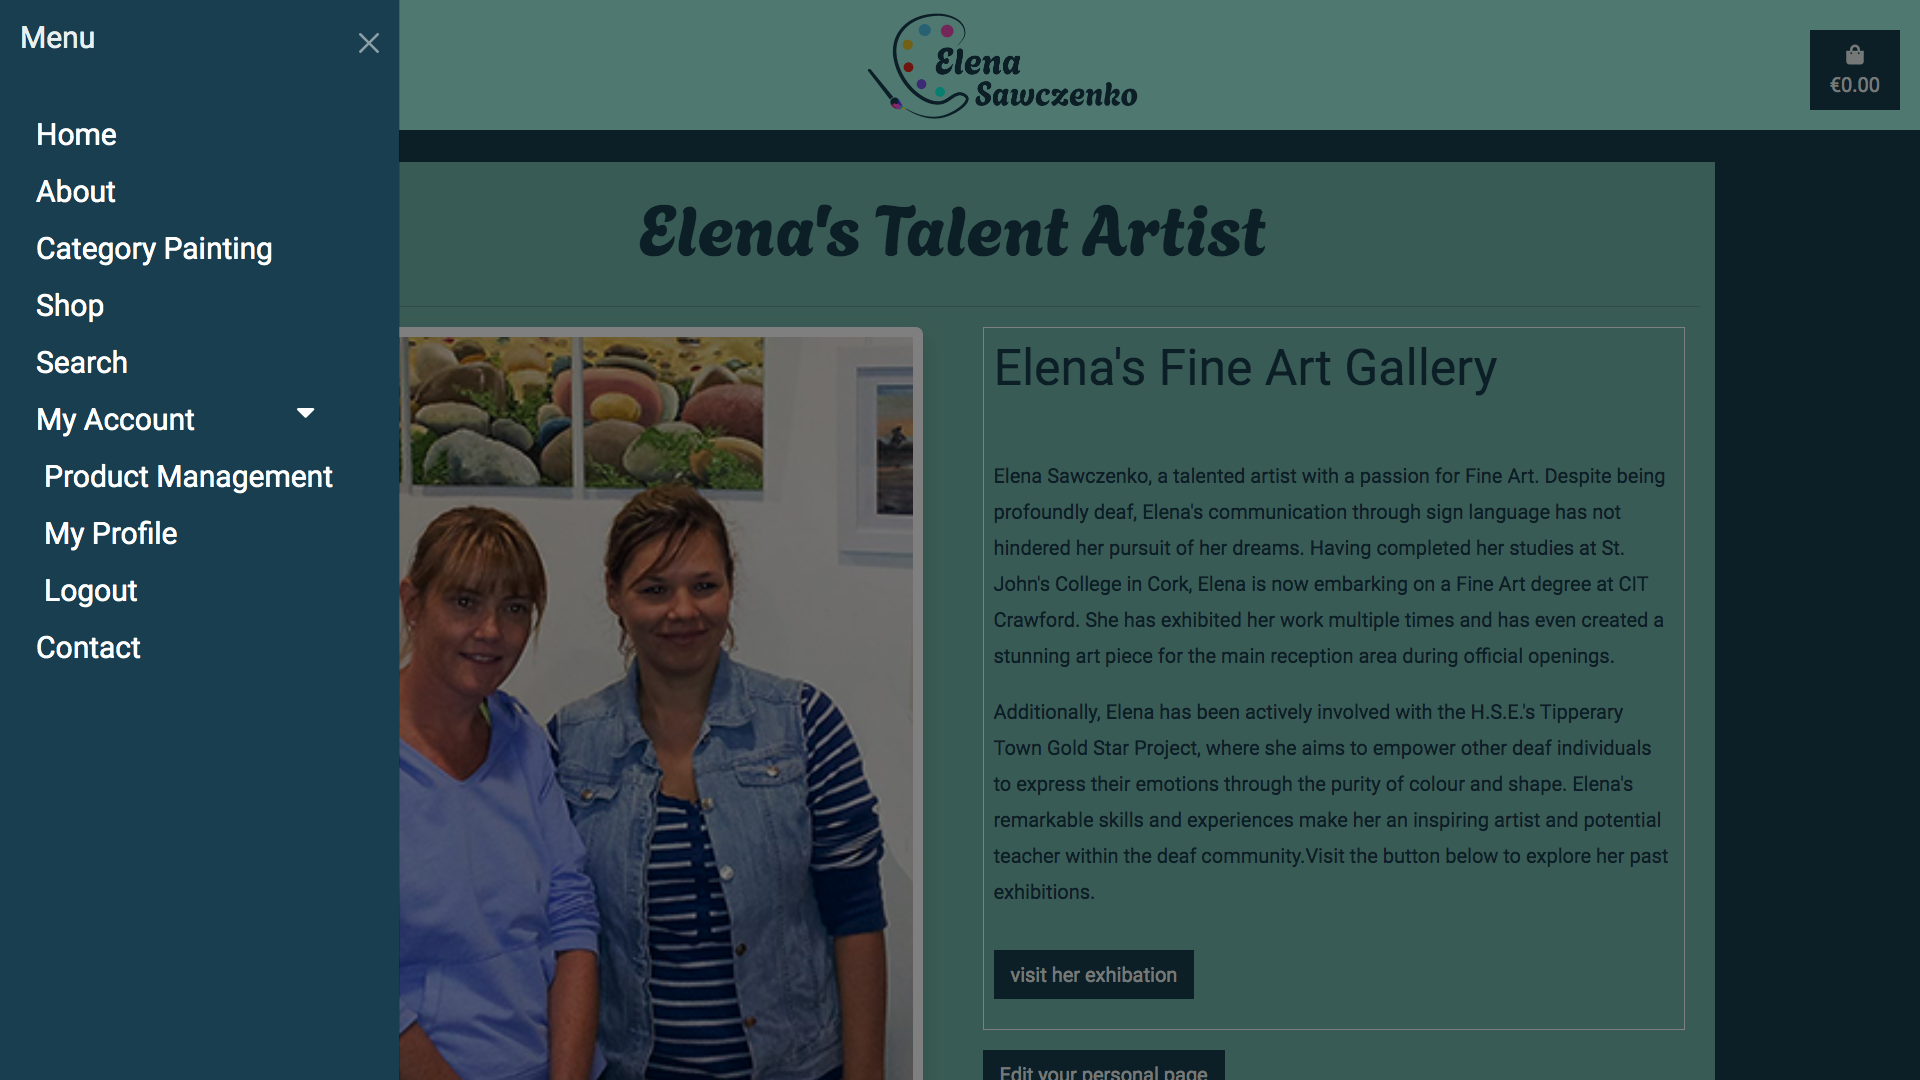 Menu
Home
About
Category Painting
Shop
Search
My Account
Product Management
My Profile
Logout
Contact
Elena
Sawczenko
€0.00
Elena's Talent Artist
Elena's Fine Art Gallery
Elena Sawczenko, a talented artist with a passion for Fine Art. Despite being
profoundly deaf, Elena's communication through sign language has not
hindered her pursuit of her dreams. Having completed her studies at St.
John's College in Cork, Elena is now embarking on a Fine Art degree at CIT
Crawford. She has exhibited her work multiple times and has even created a
stunning art piece for the main reception area during official openings.
Additionally, Elena has been actively involved with the H.S.E.'s Tipperary
Town Gold Star Project, where she aims to empower other deaf individuals
to express their emotions through the purity of colour and shape. Elena's
remarkable skills and experiences make her an inspiring artist and potential
teacher within the deaf community.Visit the button below to explore her past
exhibitions.
visit her exhibation
Edit your personal page